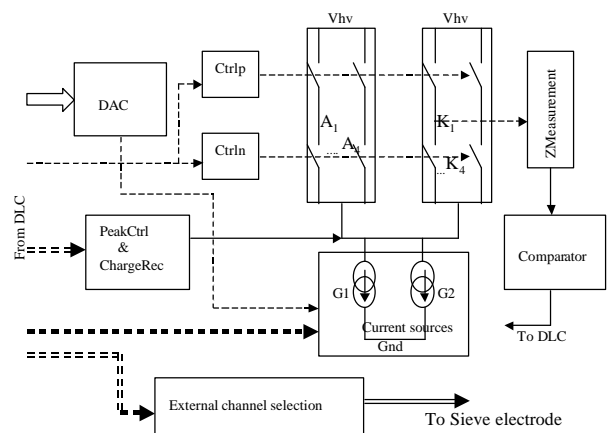 Vhv
Vhv
Ctrlp
DAC
A1
K1
ZMeasurement
Ctrln
.... A4
... K4
From DLC
PeakCtrl
&
ChargeRec
Comparator
G1
G2
Current sources
Gnd
To DLC
External channel selection
To Sieve electrode